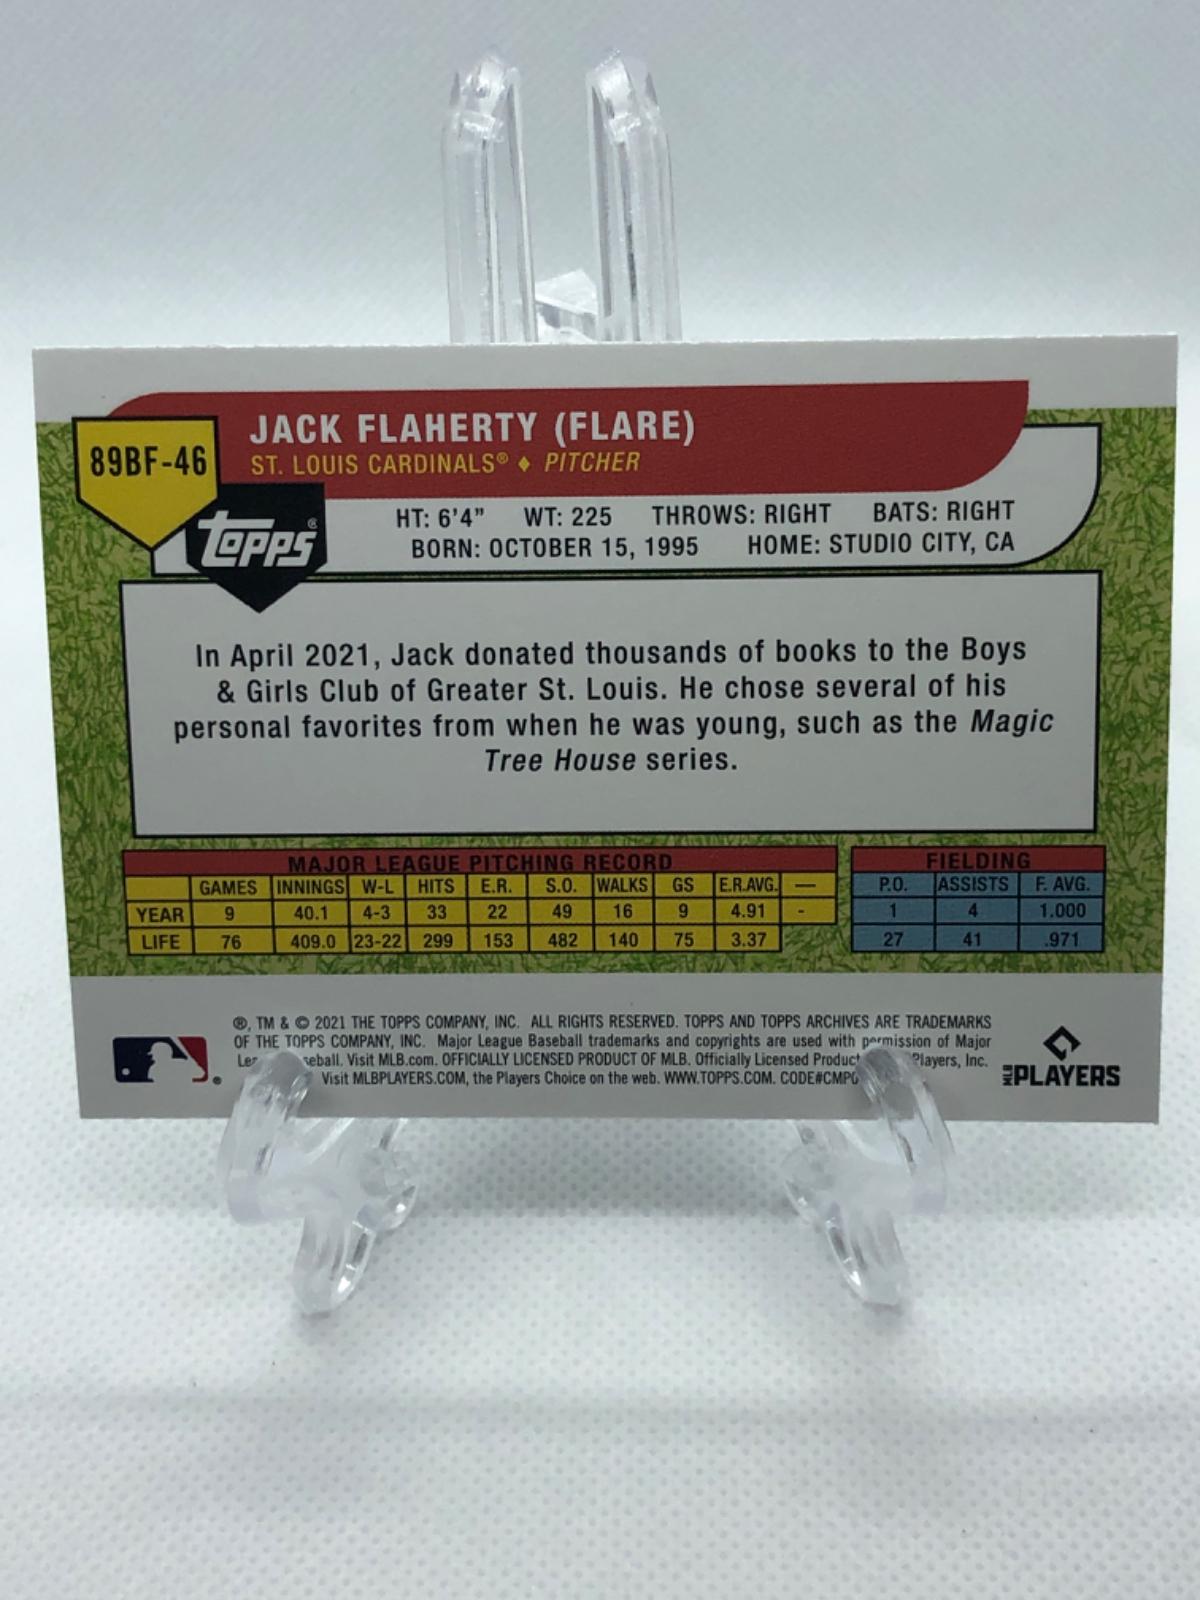 JACK FLAHERTY (FLARE)
89BF-46
ST. LOUIS CARDINALS® ♦ PITCHER
topps®
HT: 6'4” WT: 225 THROWS: RIGHT BATS: RIGHT
BORN: OCTOBER 15, 1995 HOME: STUDIO CITY, CA
In April 2021, Jack donated thousands of books to the Boys
& Girls Club of Greater St. Louis. He chose several of his
personal favorites from when he was young, such as the Magic
Tree House series.
MAJOR LEAGUE PITCHING RECORD
GAMES INNINGS W-L HITS E.R. S.O. WALKS GS E.R.AVG. —
YEAR 9 40.1 4-3 33 22 49 16 9 4.91 -
LIFE 76 409.0 23-22 299 153 482 140 75 3.37
FIELDING
P.O. ASSISTS F. AVG.
1 4 1.000
27 41 .971
®, TM & © 2021 THE TOPPS COMPANY, INC. ALL RIGHTS RESERVED. TOPPS AND TOPPS ARCHIVES ARE TRADEMARKS
OF THE TOPPS COMPANY, INC. Major League Baseball trademarks and copyrights are used with permission of Major
Visit MLB.com. OFFICIALLY LICENSED PRODUCT OF MLB. Officially Licensed Product Players, Inc.
Visit MLBPLAYERS.COM, the Players Choice on the web. WWW.TOPPS.COM.
MLB PLAYERS